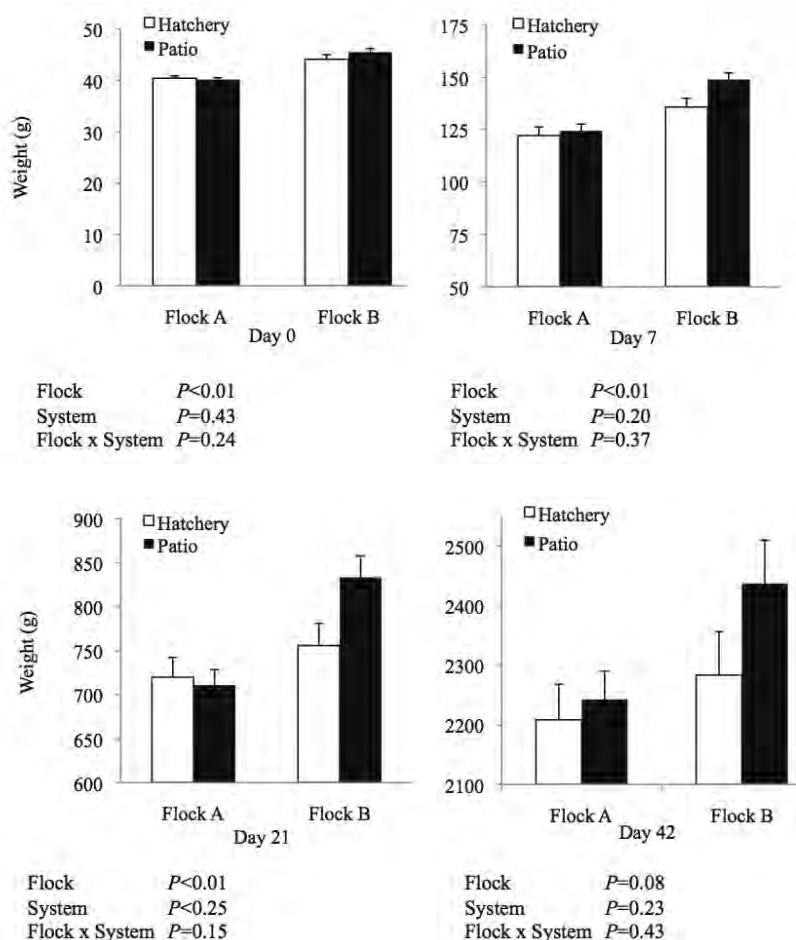 Hatchery
Patio
50
40
30
20
10
0
Weight (g)
Flock A
Flock B
Day 0
Flock P<0.01
System P=0.43
Flock x System P=0.24
Hatchery
Patio
175
150
125
100
75
50
Flock A
Flock B
Day 7
Flock P<0.01
System P=0.20
Flock x System P=0.37
Hatchery
Patio
900
850
800
750
700
650
600
Weight (g)
Flock A
Flock B
Day 21
Flock P<0.01
System P<0.25
Flock x System P=0.15
Hatchery
Patio
2500
2400
2300
2200
2100
Flock A
Flock B
Day 42
Flock P=0.08
System P=0.23
Flock x System P=0.43